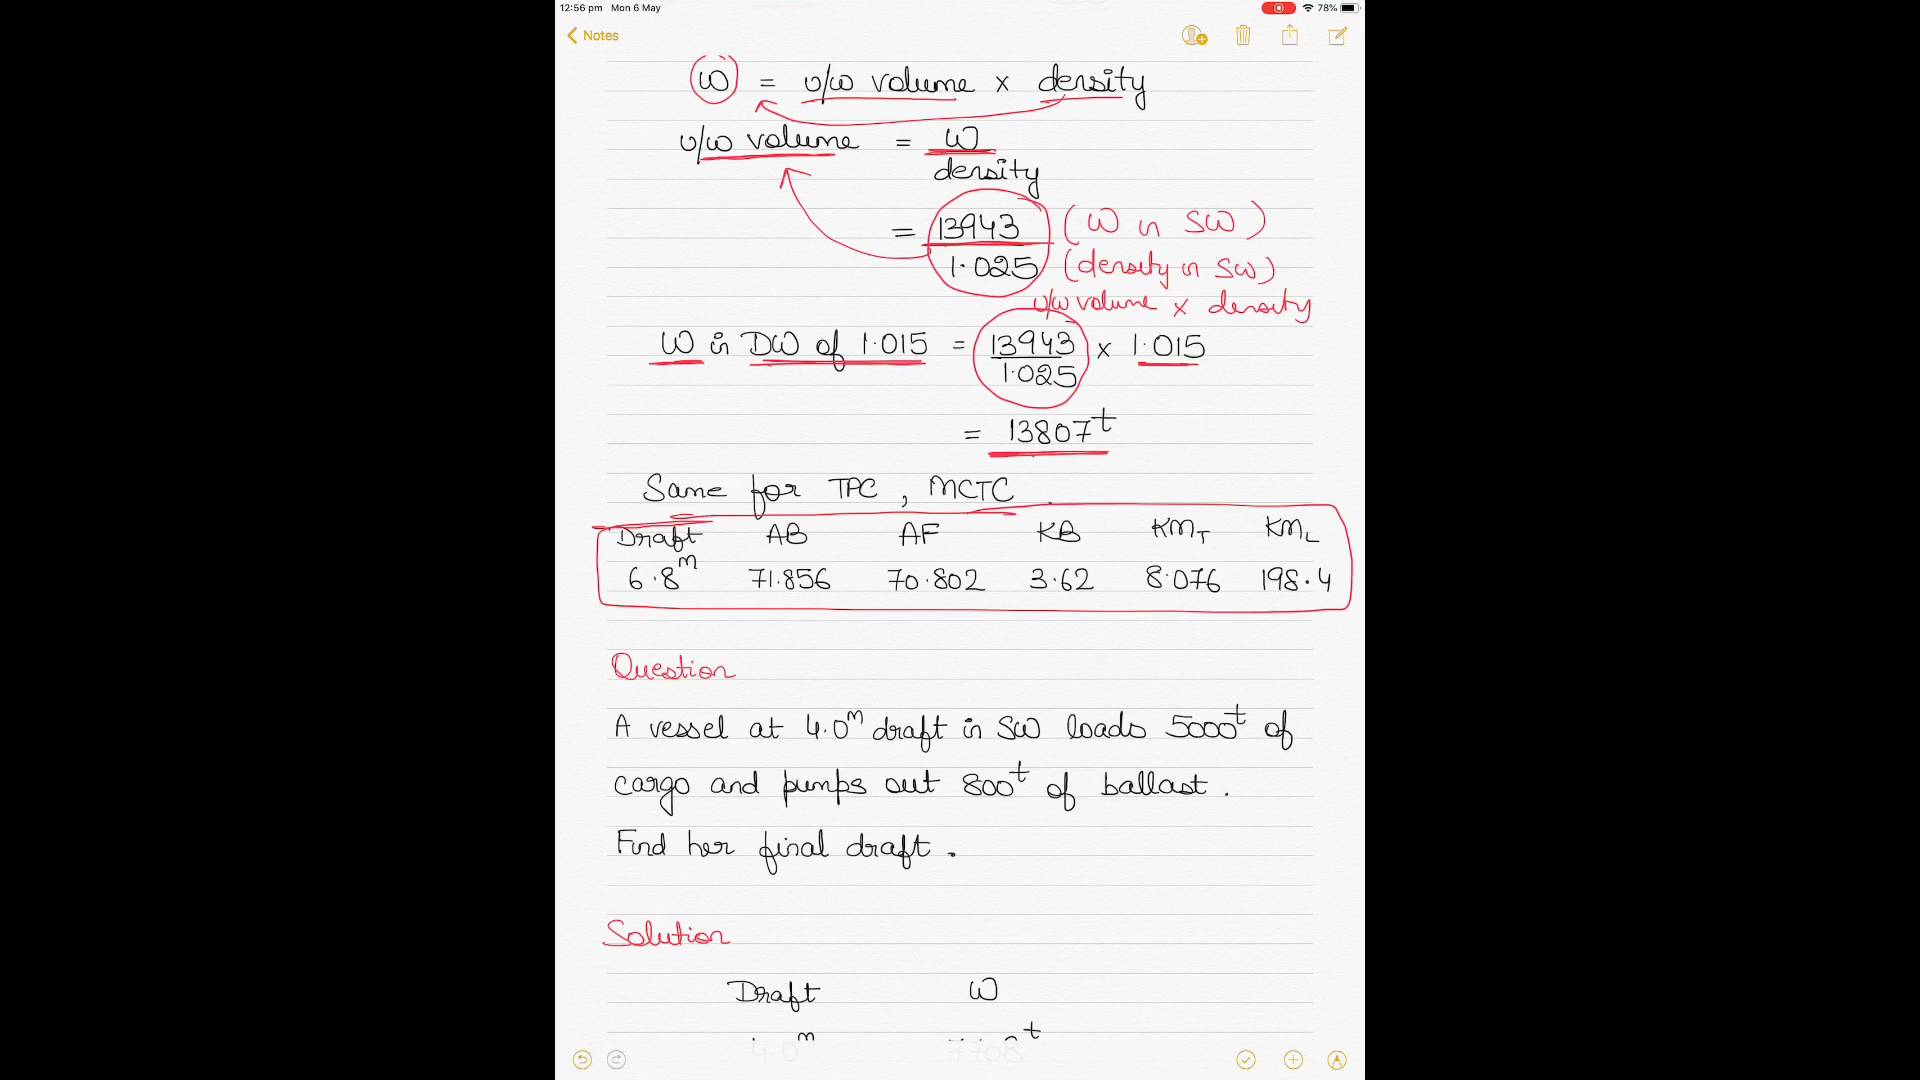 12:56 pm Mon 6 May 78%
Notes
W = u/w volume x density
u/w volume = W
density
= 13943 (W in SW)
1.025 (density in SW)
u/w volume x density
W in DW of 1.015 = 13943 x 1.015
1.025
= 13807t
Same for TPC, MCTC.
Draft AB AF KB KMT KML
6.8m 71.856 70.802 3.62 8.076 198.4
Question
A vessel at 4.0m draft in SW loads 5000t of
cargo and pumps out 800t of ballast.
Find her final draft.
Solution
Draft W
4.0m t